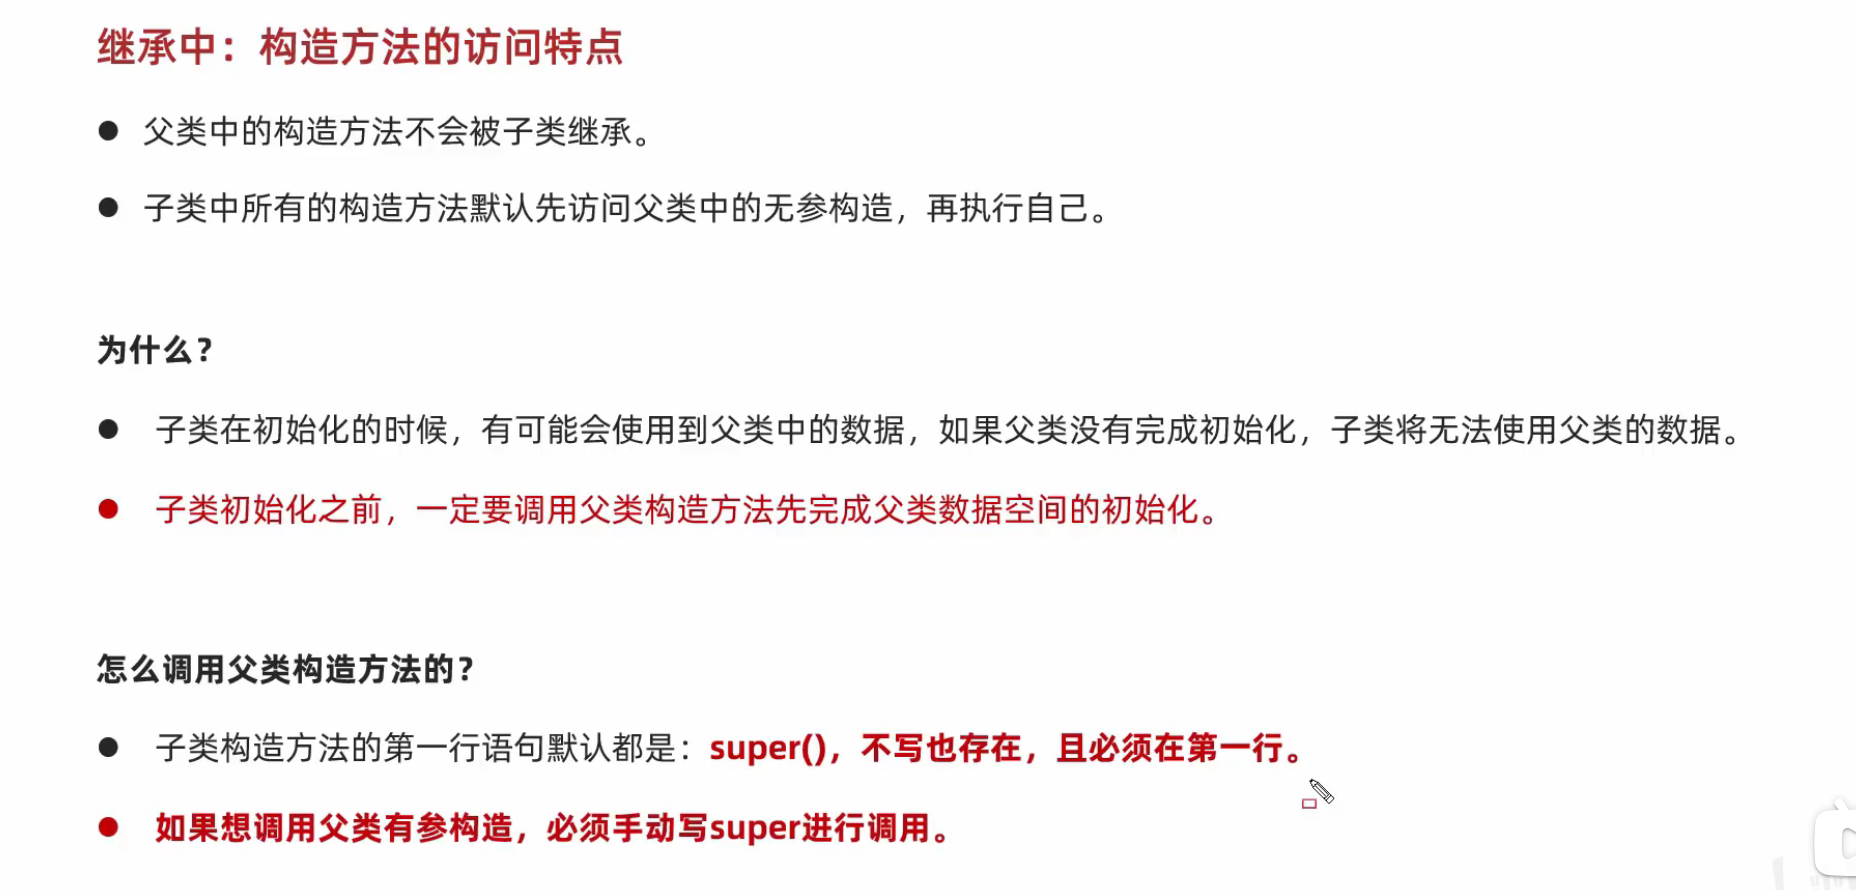 继承中：构造方法的访问特点
● 父类中的构造方法不会被子类继承。
● 子类中所有的构造方法默认先访问父类中的无参构造，再执行自己。
为什么？
● 子类在初始化的时候，有可能会使用到父类中的数据，如果父类没有完成初始化，子类将无法使用父类的数据。
● 子类初始化之前，一定要调用父类构造方法先完成父类数据空间的初始化。
怎么调用父类构造方法的？
● 子类构造方法的第一行语句默认都是：super()，不写也存在，且必须在第一行。
● 如果想调用父类有参构造，必须手动写super进行调用。